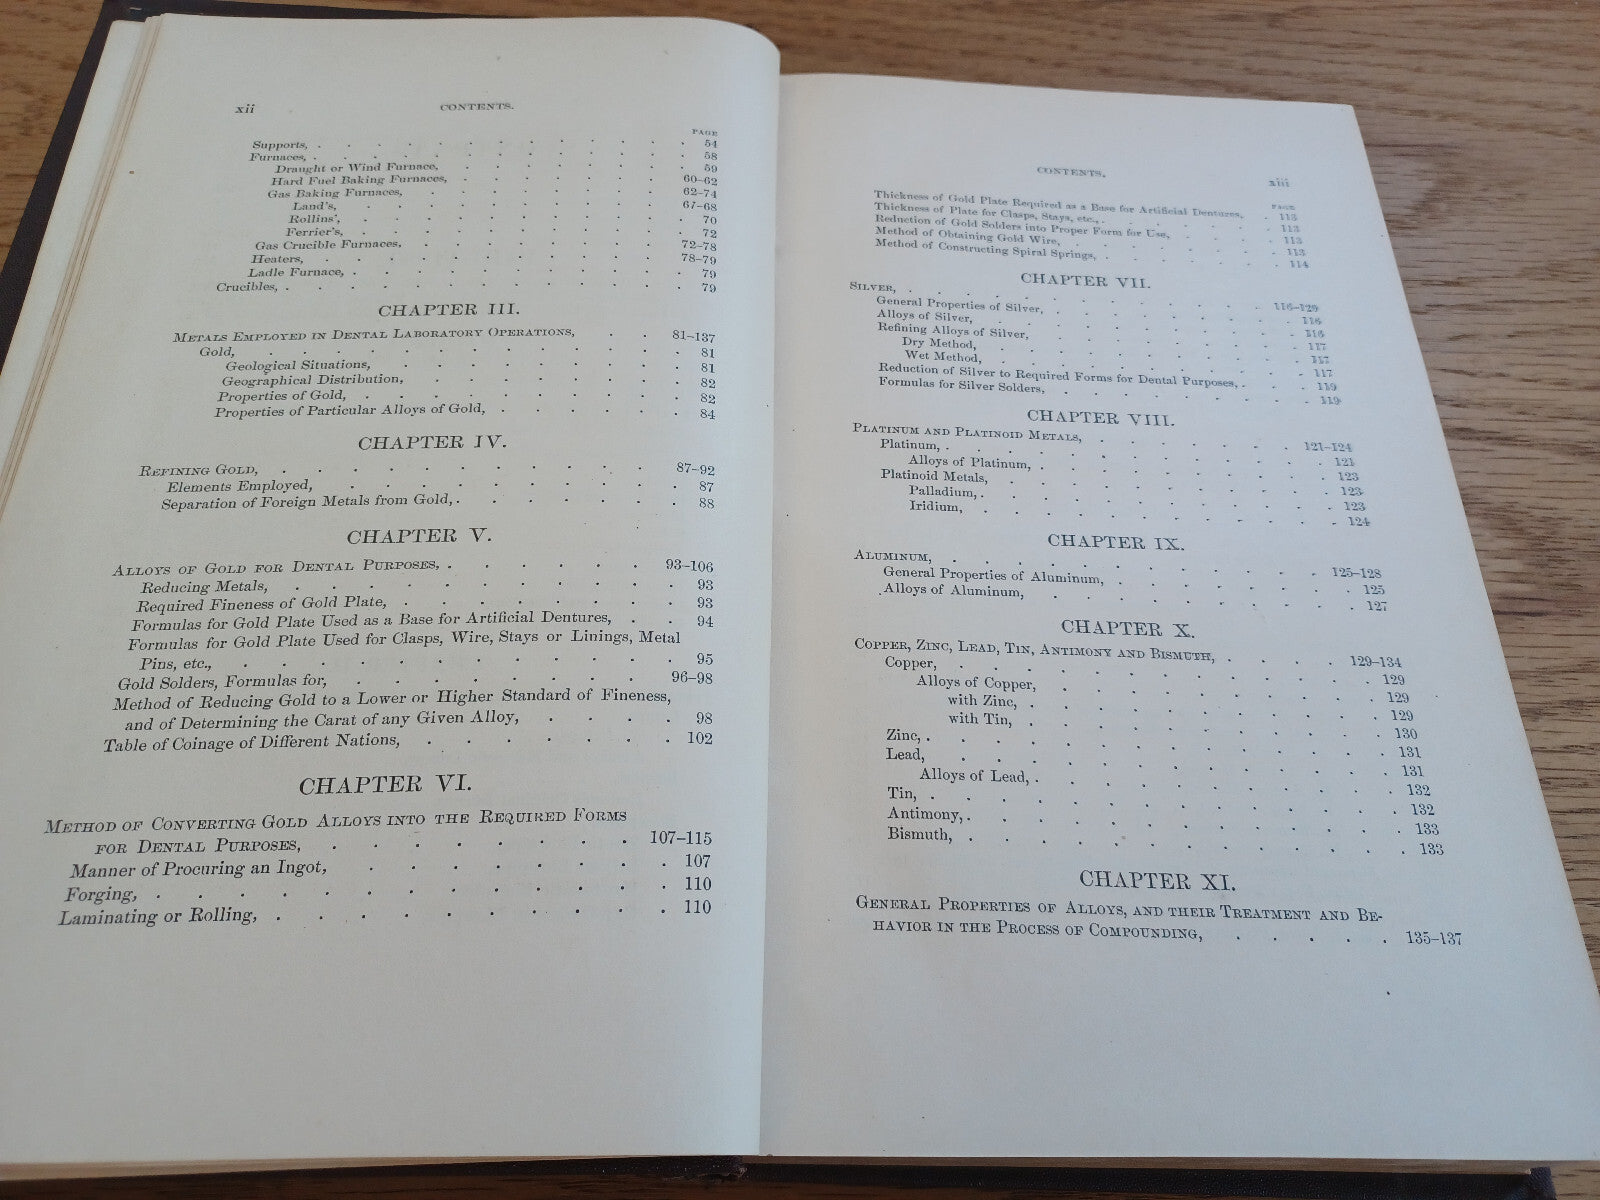 xii
CONTENTS.
PAGE
Supports, . . . . . . . . . . . 54
Furnaces, . . . . . . . . . . . 58
Draught or Wind Furnace, . . . . . . . 59
Hard Fuel Baking Furnaces, . . . . . . 60-62
Gas Baking Furnaces, . . . . . . . 62-74
Land's, . . . . . . . . . 67-68
Rollins', . . . . . . . . . 70
Ferrier's, . . . . . . . . . 72
Gas Crucible Furnaces, . . . . . . . 72-78
Heaters, . . . . . . . . . 78-79
Ladle Furnace, . . . . . . . . . 79
Crucibles, . . . . . . . . . . . 79
CHAPTER III.
METALS EMPLOYED IN DENTAL LABORATORY OPERATIONS, . . 81-137
Gold, . . . . . . . . . . . 81
Geological Situations, . . . . . . . . 81
Geographical Distribution, . . . . . . . 82
Properties of Gold, . . . . . . . . . 82
Properties of Particular Alloys of Gold, . . . . . 84
CHAPTER IV.
REFINING GOLD, . . . . . . . . . . 87-92
Elements Employed, . . . . . . . . . 87
Separation of Foreign Metals from Gold, . . . . . . 88
CHAPTER V.
ALLOYS OF GOLD FOR DENTAL PURPOSES, . . . . . . 93-106
Reducing Metals, . . . . . . . . . . 93
Required Fineness of Gold Plate, . . . . . . . 93
Formulas for Gold Plate Used as a Base for Artificial Dentures, . . 94
Formulas for Gold Plate Used for Clasps, Wire, Stays or Linings, Metal
Pins, etc., . . . . . . . . . . . 95
Gold Solders, Formulas for, . . . . . . . . 96-98
Method of Reducing Gold to a Lower or Higher Standard of Fineness,
and of Determining the Carat of any Given Alloy, . . . . 98
Table of Coinage of Different Nations, . . . . . . . 102
CHAPTER VI.
METHOD OF CONVERTING GOLD ALLOYS INTO THE REQUIRED FORMS
FOR DENTAL PURPOSES, . . . . . . . . 107-115
Manner of Procuring an Ingot, . . . . . . . . 107
Forging, . . . . . . . . . . . . . 110
Laminating or Rolling, . . . . . . . . . . 110
CONTENTS.
xiii
PAGE
Thickness of Gold Plate Required as a Base for Artificial Dentures, . 113
Thickness of Plate for Clasps, Stays, etc., . . . . . 113
Reduction of Gold Solders into Proper Form for Use, . . . 113
Method of Obtaining Gold Wire, . . . . . . 113
Method of Constructing Spiral Springs, . . . . . 114
CHAPTER VII.
SILVER, . . . . . . . . . . . 116-129
General Properties of Silver, . . . . . . . 116
Alloys of Silver, . . . . . . . . . 116
Refining Alloys of Silver, . . . . . . . . 117
Dry Method, . . . . . . . . . 117
Wet Method, . . . . . . . . . 117
Reduction of Silver to Required Forms for Dental Purposes, . . . 119
Formulas for Silver Solders, . . . . . . . . 119
CHAPTER VIII.
PLATINUM AND PLATINOID METALS, . . . . . . 121-124
Platinum, . . . . . . . . . . . 121
Alloys of Platinum, . . . . . . . . . 123
Platinoid Metals, . . . . . . . . . . 123
Palladium, . . . . . . . . . . . 123
Iridium, . . . . . . . . . . . 124
CHAPTER IX.
ALUMINUM, . . . . . . . . . . . 125-128
General Properties of Aluminum, . . . . . . . 125
Alloys of Aluminum, . . . . . . . . . 127
CHAPTER X.
COPPER, ZINC, LEAD, TIN, ANTIMONY AND BISMUTH, . . . . 129-134
Copper, . . . . . . . . . . . 129
Alloys of Copper, . . . . . . . . . 129
with Zinc, . . . . . . . . . . 129
with Tin, . . . . . . . . . . 130
Zinc, . . . . . . . . . . . . 131
Lead, . . . . . . . . . . . 131
Alloys of Lead, . . . . . . . . . . 132
Tin, . . . . . . . . . . . . 132
Antimony, . . . . . . . . . . . 133
Bismuth, . . . . . . . . . . . 133
CHAPTER XI.
GENERAL PROPERTIES OF ALLOYS, AND THEIR TREATMENT AND BE-
HAVIOR IN THE PROCESS OF COMPOUNDING, . . . . . 135-137